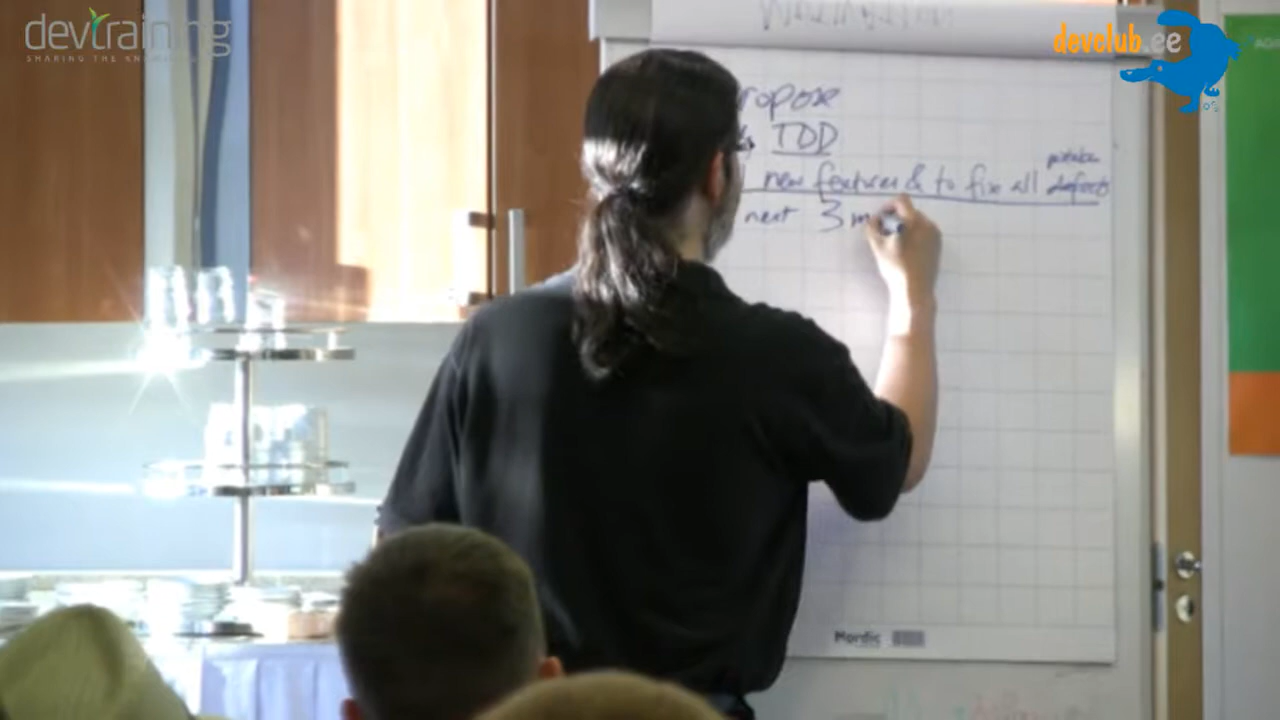 devtraining
SHARING THE KNOWLEDGE
devclub.ee
ropose
TDD
new features & to fix all defects
next 3 m
Nordic